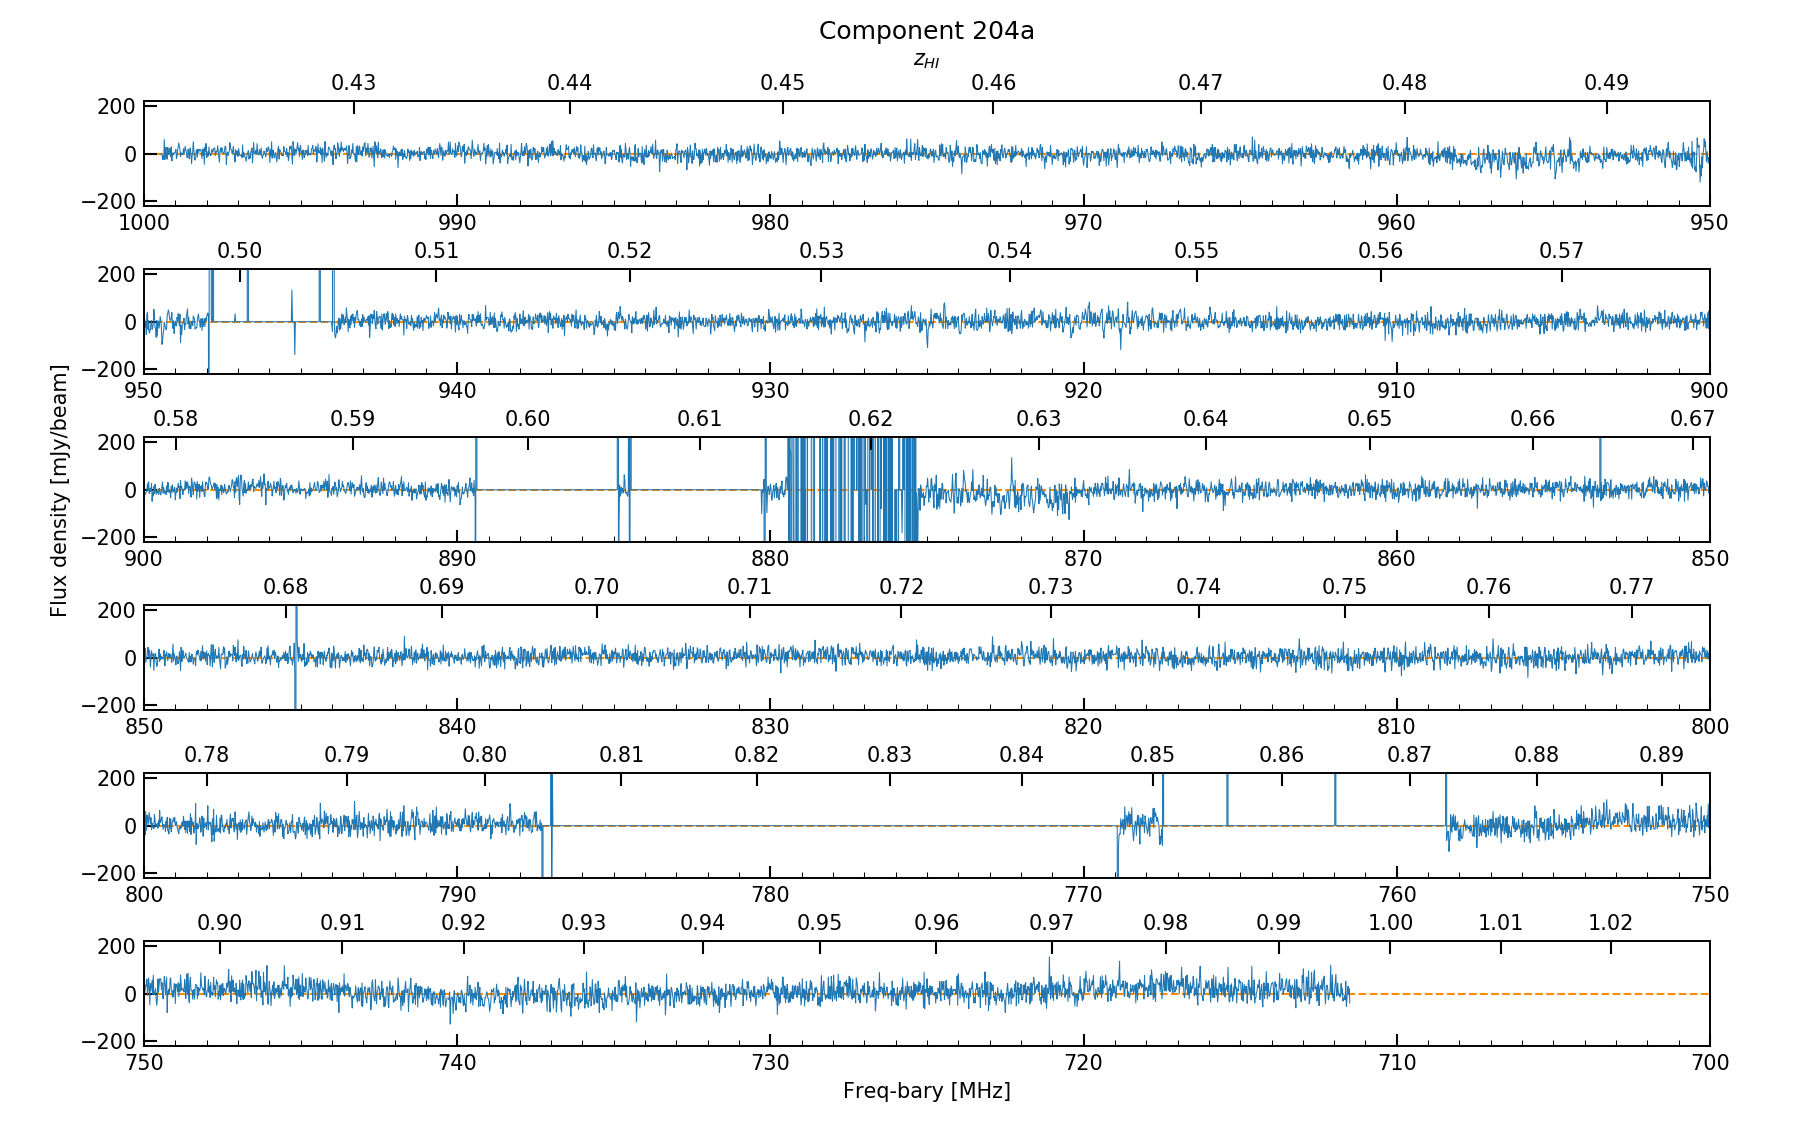 Component 204a
z_HI
0.43 0.44 0.45 0.46 0.47 0.48 0.49
200
0
−200
1000 990 980 970 960 950
0.50 0.51 0.52 0.53 0.54 0.55 0.56 0.57
200
0
−200
950 940 930 920 910 900
0.58 0.59 0.60 0.61 0.62 0.63 0.64 0.65 0.66 0.67
200
0
−200
900 890 880 870 860 850
Flux density [mJy/beam]
0.68 0.69 0.70 0.71 0.72 0.73 0.74 0.75 0.76 0.77
200
0
−200
850 840 830 820 810 800
0.78 0.79 0.80 0.81 0.82 0.83 0.84 0.85 0.86 0.87 0.88 0.89
200
0
−200
800 790 780 770 760 750
0.90 0.91 0.92 0.93 0.94 0.95 0.96 0.97 0.98 0.99 1.00 1.01 1.02
200
0
−200
750 740 730 720 710 700
Freq-bary [MHz]